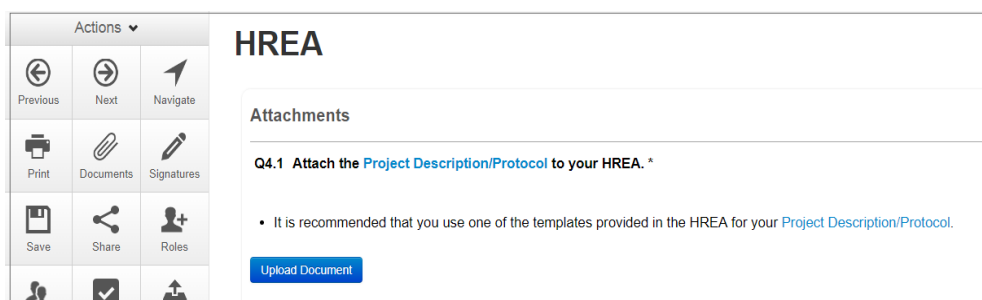 Actions
HREA
Previous
Next
Navigate
Attachments
Q4.1 Attach the Project Description/Protocol to your HREA. *
Print
Documents
Signatures
• It is recommended that you use one of the templates provided in the HREA for your Project Description/Protocol.
Save
Share
Roles
Upload Document